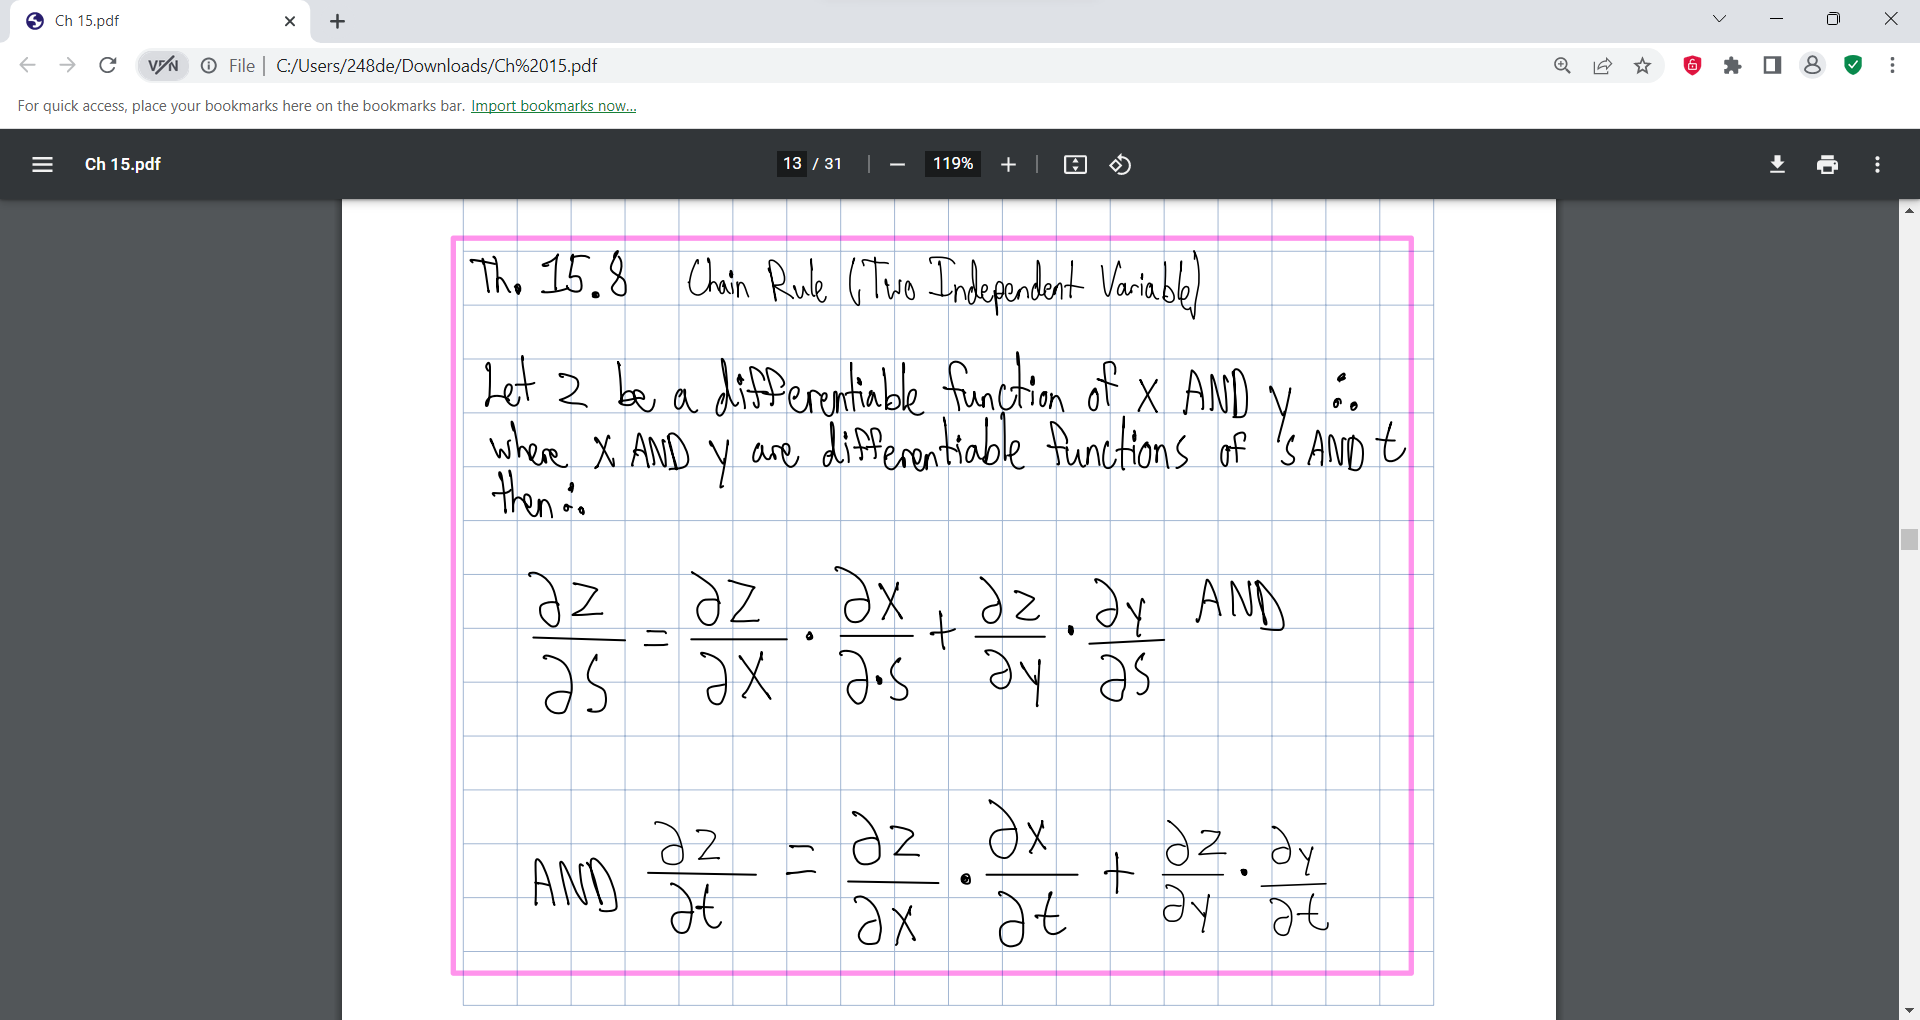 Ch 15.pdf
VPN File C:/Users/248de/Downloads/Ch%2015.pdf
For quick access, place your bookmarks here on the bookmarks bar. Import bookmarks now...
Ch 15.pdf 13 / 31 119%
Th. 15.8 Chain Rule (Two Independent Variable)
Let z be a differentiable function of x AND y ∴
where x AND y are differentiable functions of s AND t
then ∴
∂z/∂s = ∂z/∂x · ∂x/∂·s + ∂z/∂y · ∂y/∂s AND
AND ∂z/∂t = ∂z/∂x · ∂x/∂t + ∂z/∂y · ∂y/∂t